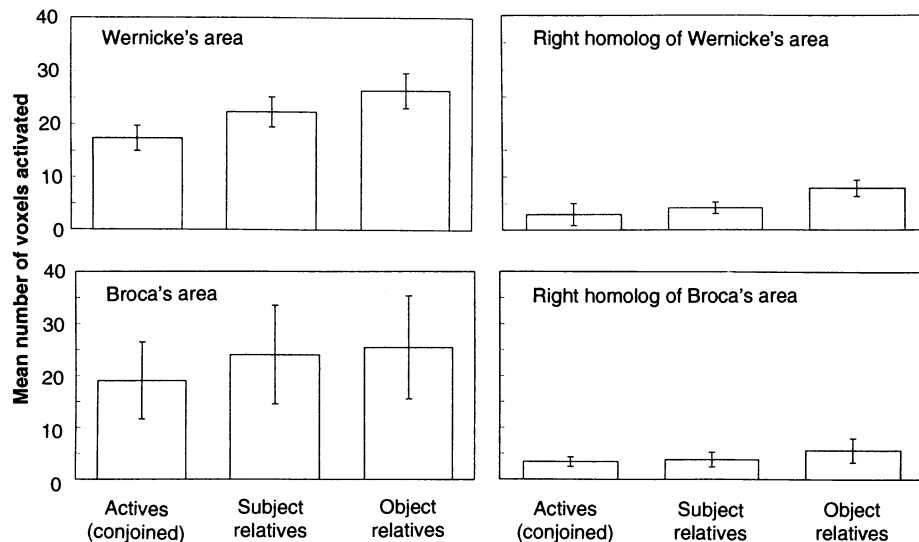 Mean number of voxels activated
40
30
20
10
0
Wernicke's area
Right homolog of Wernicke's area
40
30
20
10
0
Broca's area
Right homolog of Broca's area
Actives
(conjoined)
Subject
relatives
Object
relatives
Actives
(conjoined)
Subject
relatives
Object
relatives